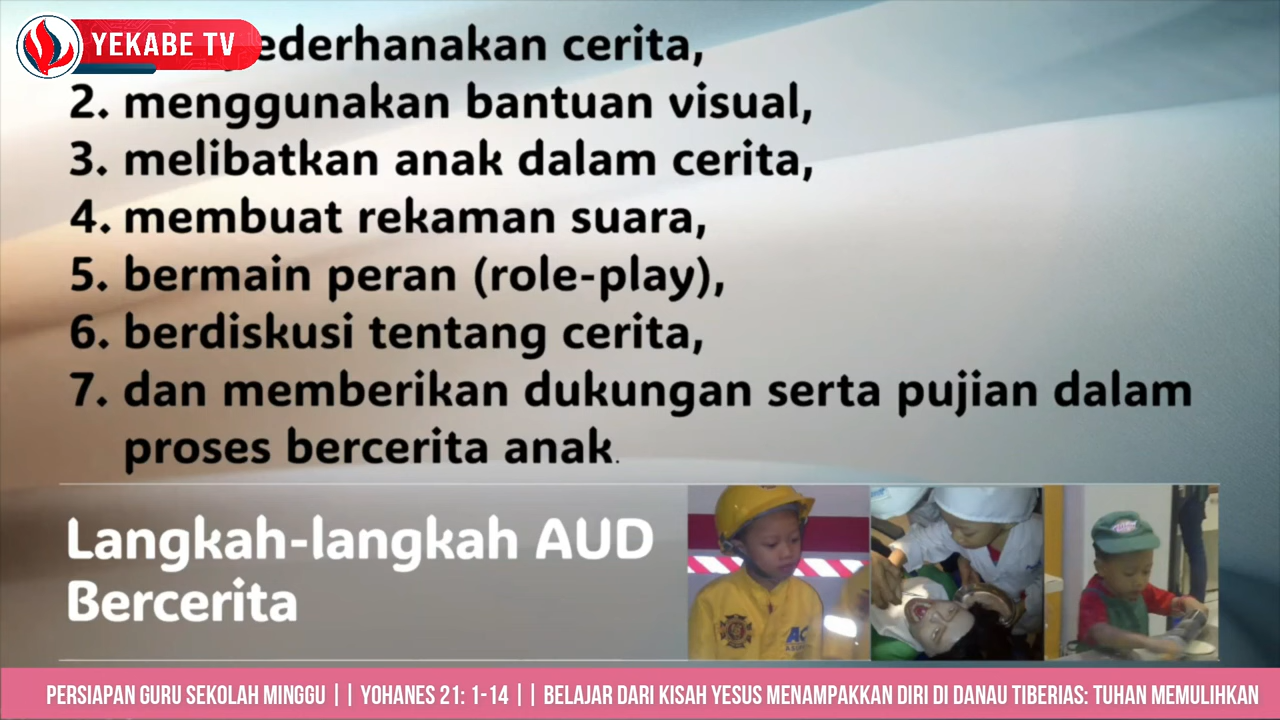 YEKABE TV
ederhanakan cerita,
2. menggunakan bantuan visual,
3. melibatkan anak dalam cerita,
4. membuat rekaman suara,
5. bermain peran (role-play),
6. berdiskusi tentang cerita,
7. dan memberikan dukungan serta pujian dalam
proses bercerita anak.
Langkah-langkah AUD
Bercerita
PERSIAPAN GURU SEKOLAH MINGGU || YOHANES 21: 1-14 || BELAJAR DARI KISAH YESUS MENAMPAKKAN DIRI DI DANAU TIBERIAS: TUHAN MEMULIHKAN